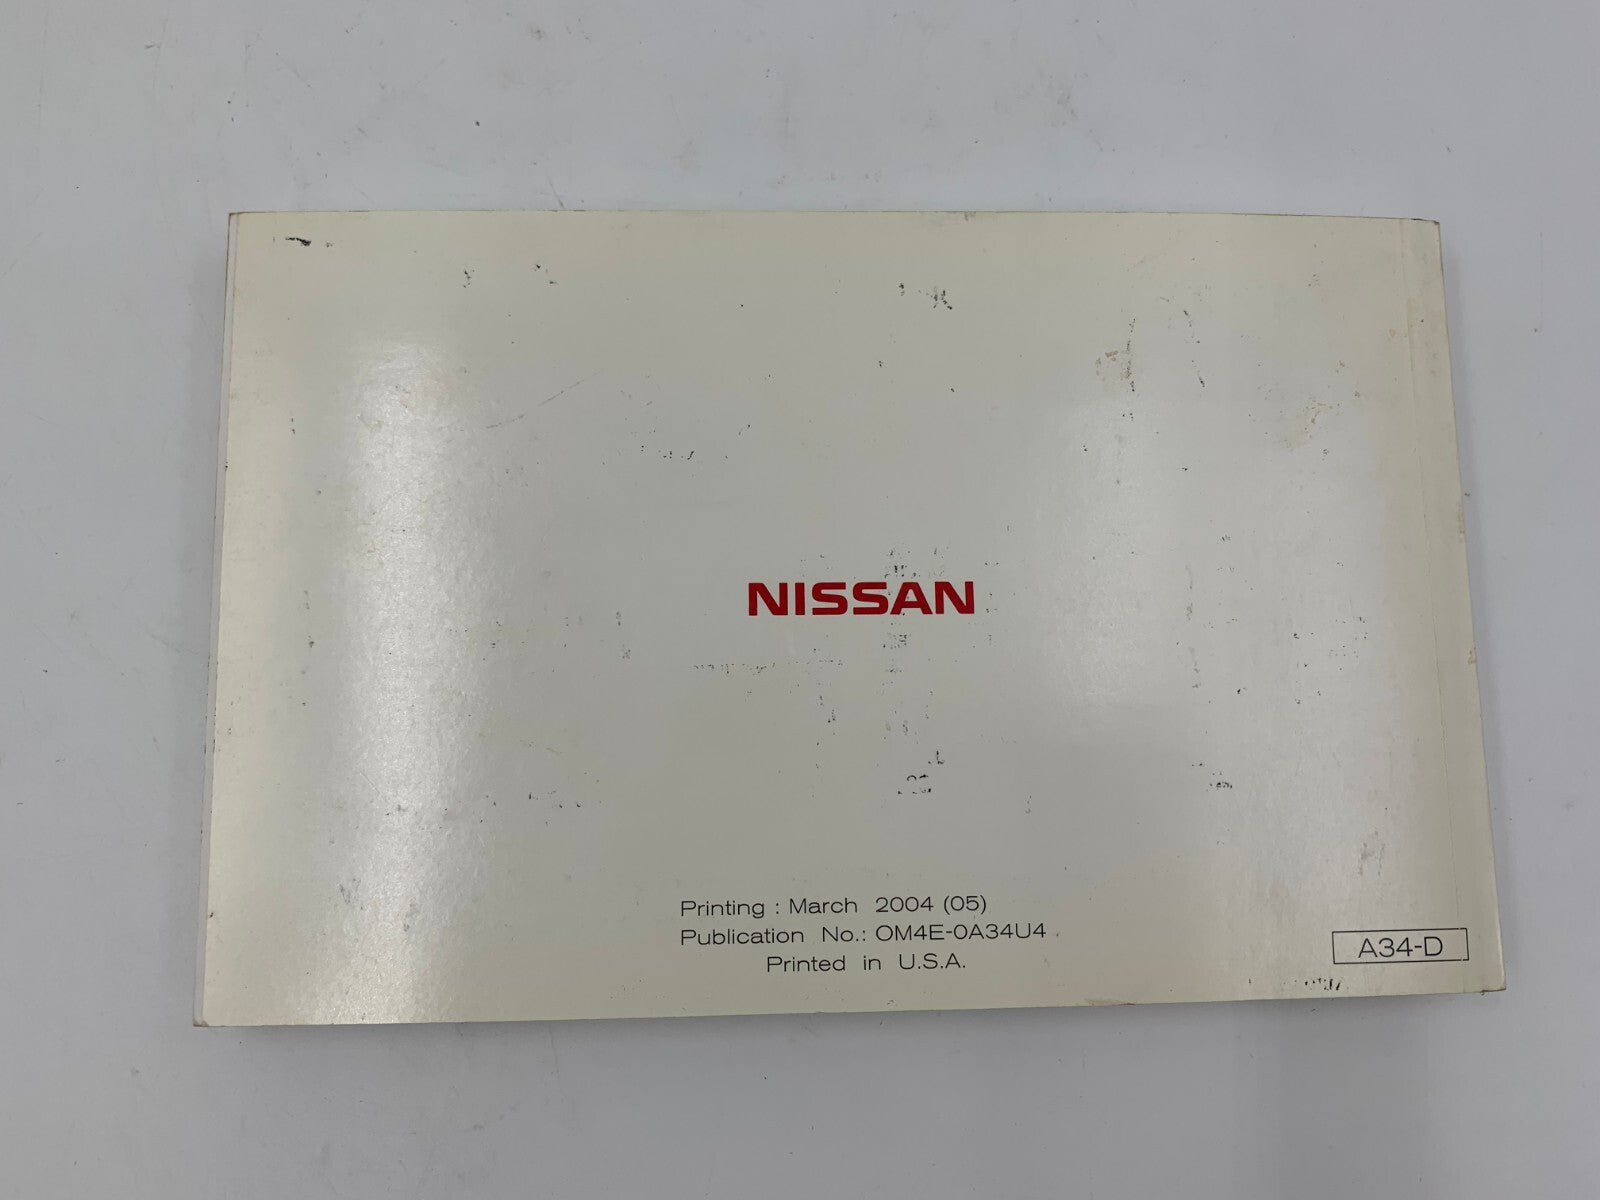 NISSAN
Printing : March 2004 (05)
Publication No.: OM4E-0A34U4
Printed in U.S.A.
A34-D